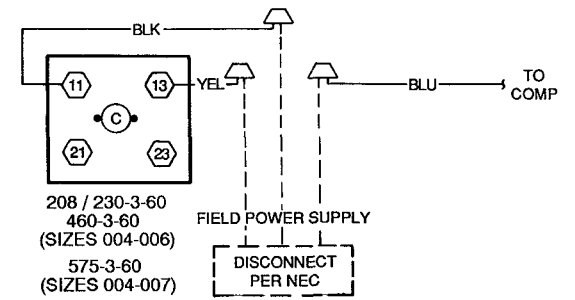 BLK
11
13
YEL
BLU
TO
COMP
C
21
23
208 / 230-3-60
460-3-60
(SIZES 004-006)
575-3-60
(SIZES 004-007)
FIELD POWER SUPPLY
DISCONNECT
PER NEC